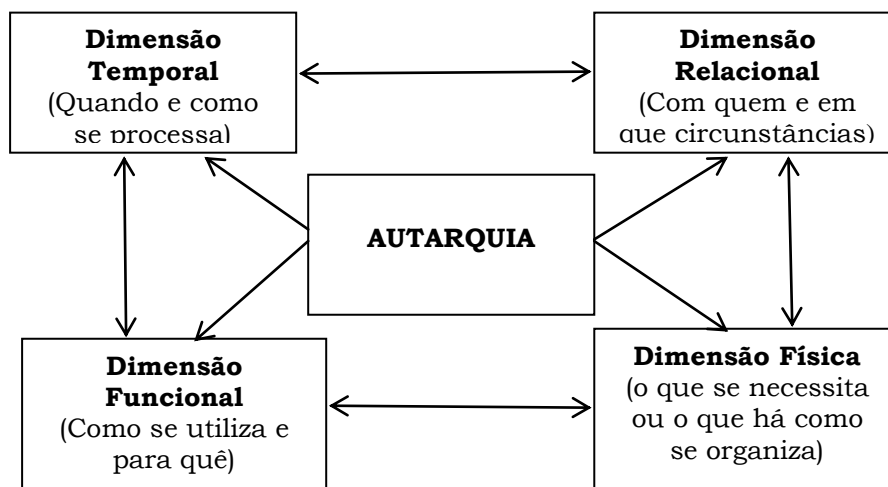 Dimensão
Temporal
(Quando e como
se processa)
Dimensão
Relacional
(Com quem e em
que circunstâncias)
AUTARQUIA
Dimensão
Funcional
(Como se utiliza e
para quê)
Dimensão Física
(o que se necessita
ou o que há como
se organiza)